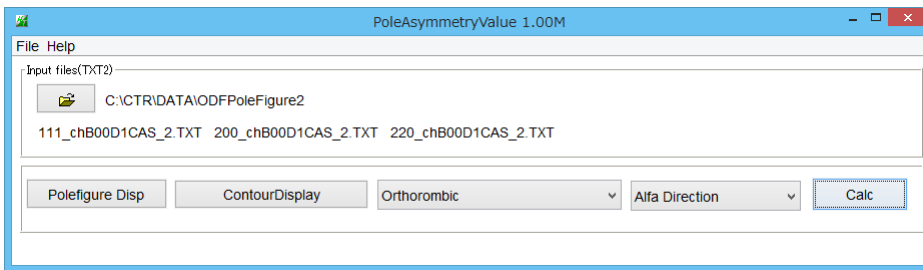 PoleAsymmetryValue 1.00M
File Help
Input files(TXT2)
C:\CTR\DATA\ODFPoleFigure2
111_chB00D1CAS_2.TXT 200_chB00D1CAS_2.TXT 220_chB00D1CAS_2.TXT
Polefigure Disp ContourDisplay Orthorombic Alfa Direction Calc